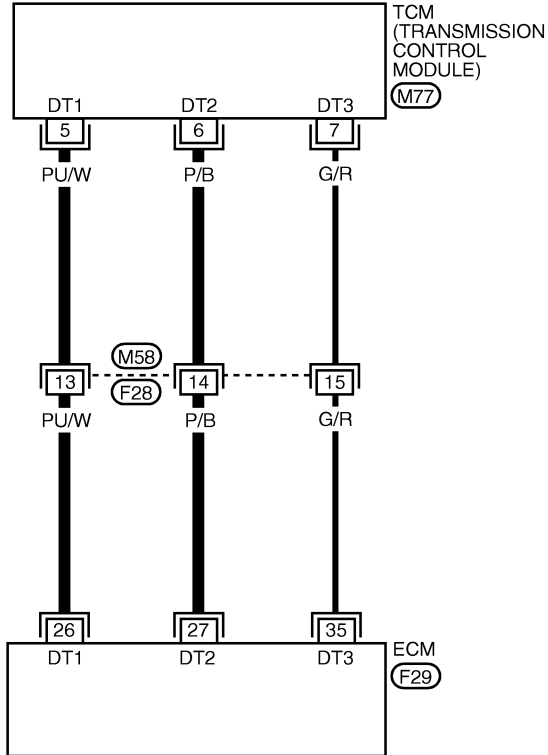 TCM
(TRANSMISSION
CONTROL
MODULE)
M77
DT1 DT2 DT3
5 6 7
PU/W P/B G/R
M58
13 14 15
F28
PU/W P/B G/R
26 27 35
DT1 DT2 DT3
ECM
F29